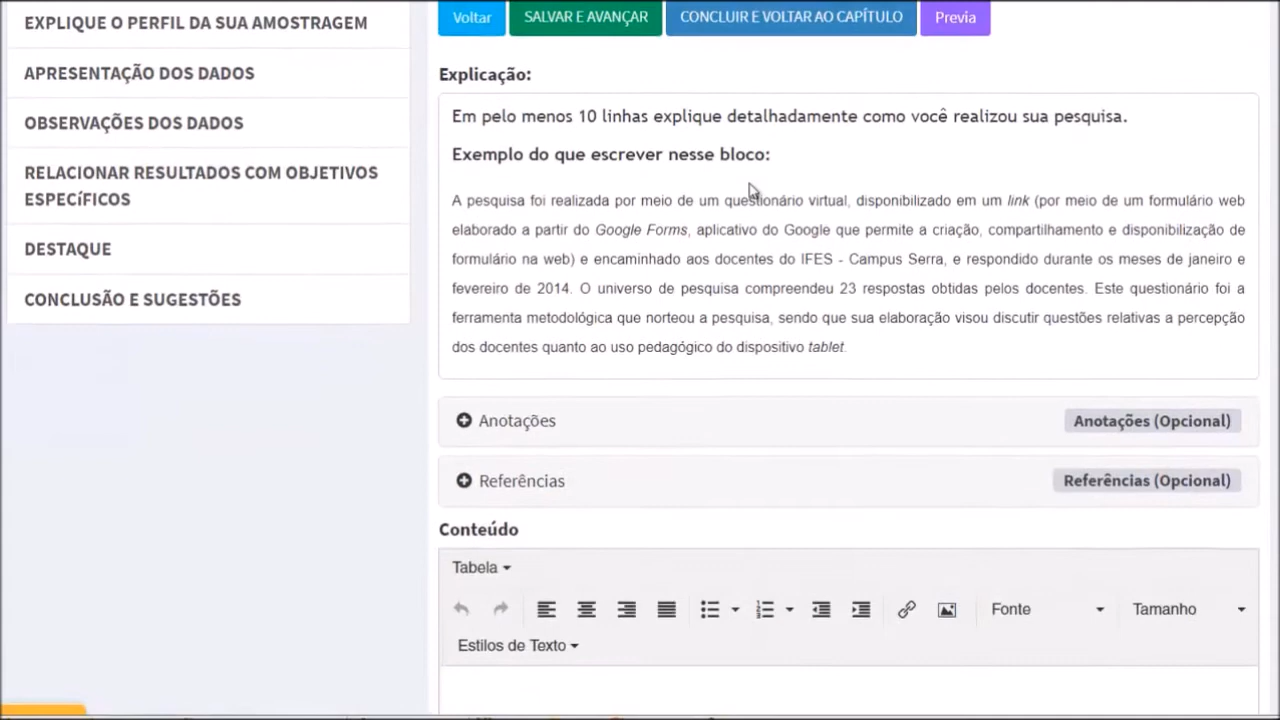 EXPLIQUE O PERFIL DA SUA AMOSTRAGEM
APRESENTAÇÃO DOS DADOS
OBSERVAÇÕES DOS DADOS
RELACIONAR RESULTADOS COM OBJETIVOS
ESPECíFICOS
DESTAQUE
CONCLUSÃO E SUGESTÕES
Voltar
SALVAR E AVANÇAR
CONCLUIR E VOLTAR AO CAPÍTULO
Previa
Explicação:
Em pelo menos 10 linhas explique detalhadamente como você realizou sua pesquisa.
Exemplo do que escrever nesse bloco:
A pesquisa foi realizada por meio de um questionário virtual, disponibilizado em um link (por meio de um formulário web
elaborado a partir do Google Forms, aplicativo do Google que permite a criação, compartilhamento e disponibilização de
formulário na web) e encaminhado aos docentes do IFES - Campus Serra, e respondido durante os meses de janeiro e
fevereiro de 2014. O universo de pesquisa compreendeu 23 respostas obtidas pelos docentes. Este questionário foi a
ferramenta metodológica que norteou a pesquisa, sendo que sua elaboração visou discutir questões relativas a percepção
dos docentes quanto ao uso pedagógico do dispositivo tablet.
Anotações
Anotações (Opcional)
Referências
Referências (Opcional)
Conteúdo
Tabela
Fonte
Tamanho
Estilos de Texto